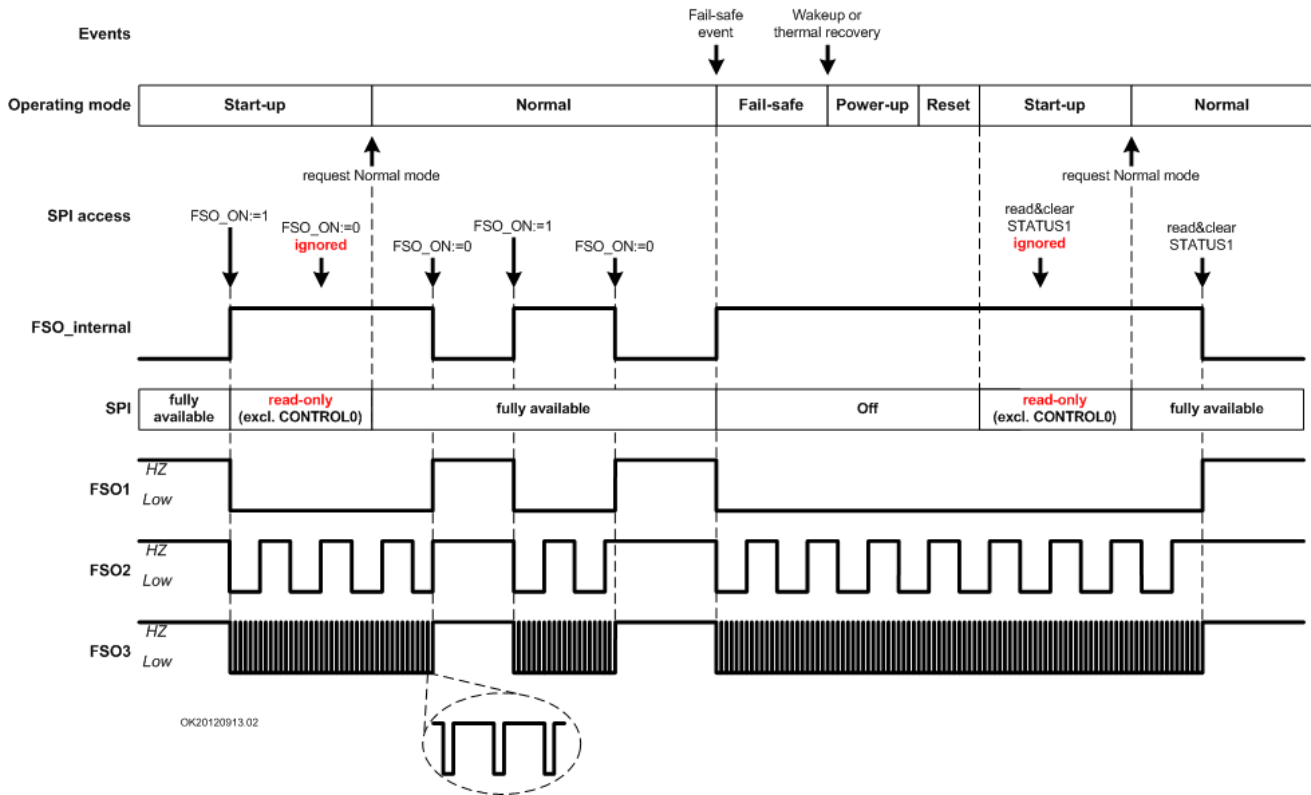 Events
Fail-safe
event
Wakeup or
thermal recovery
Operating mode
Start-up
Normal
Fail-safe
Power-up
Reset
Start-up
Normal
request Normal mode
request Normal mode
SPI access
FSO_ON:=1
FSO_ON:=0
ignored
FSO_ON:=0
FSO_ON:=1
FSO_ON:=0
read&clear
STATUS1
ignored
read&clear
STATUS1
FSO_internal
SPI
fully
available
read-only
(excl. CONTROL0)
fully available
Off
read-only
(excl. CONTROL0)
fully available
FSO1
HZ
Low
FSO2
HZ
Low
FSO3
HZ
Low
OK20120913.02